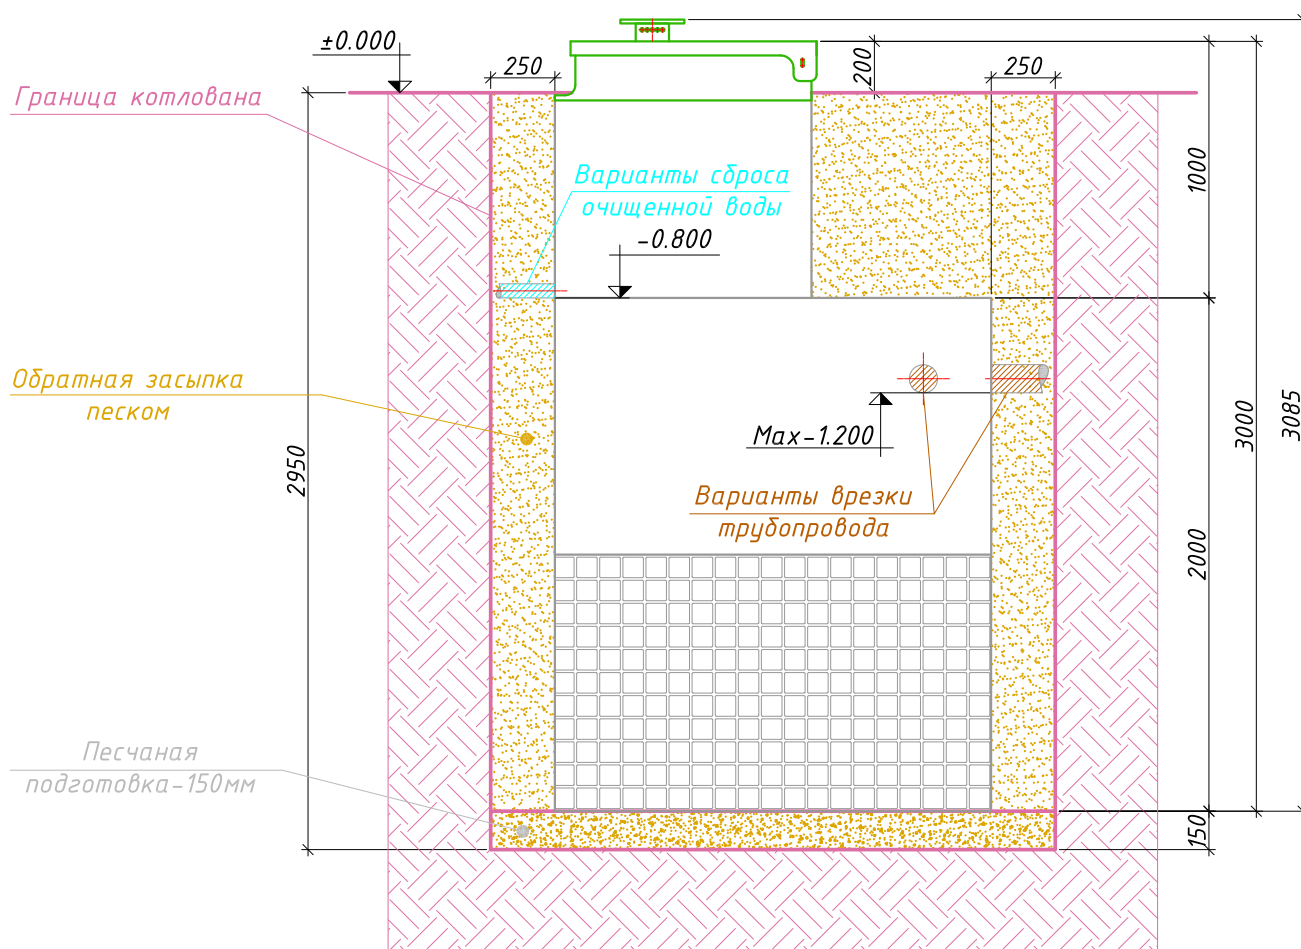 ±0.000
250
200
250
Граница котлована
1000
Варианты сброса
очищенной воды
-0.800
Обратная засыпка
песком
2950
Max-1.200
3000
3085
Варианты врезки
трубопровода
2000
Песчаная
подготовка-150мм
150